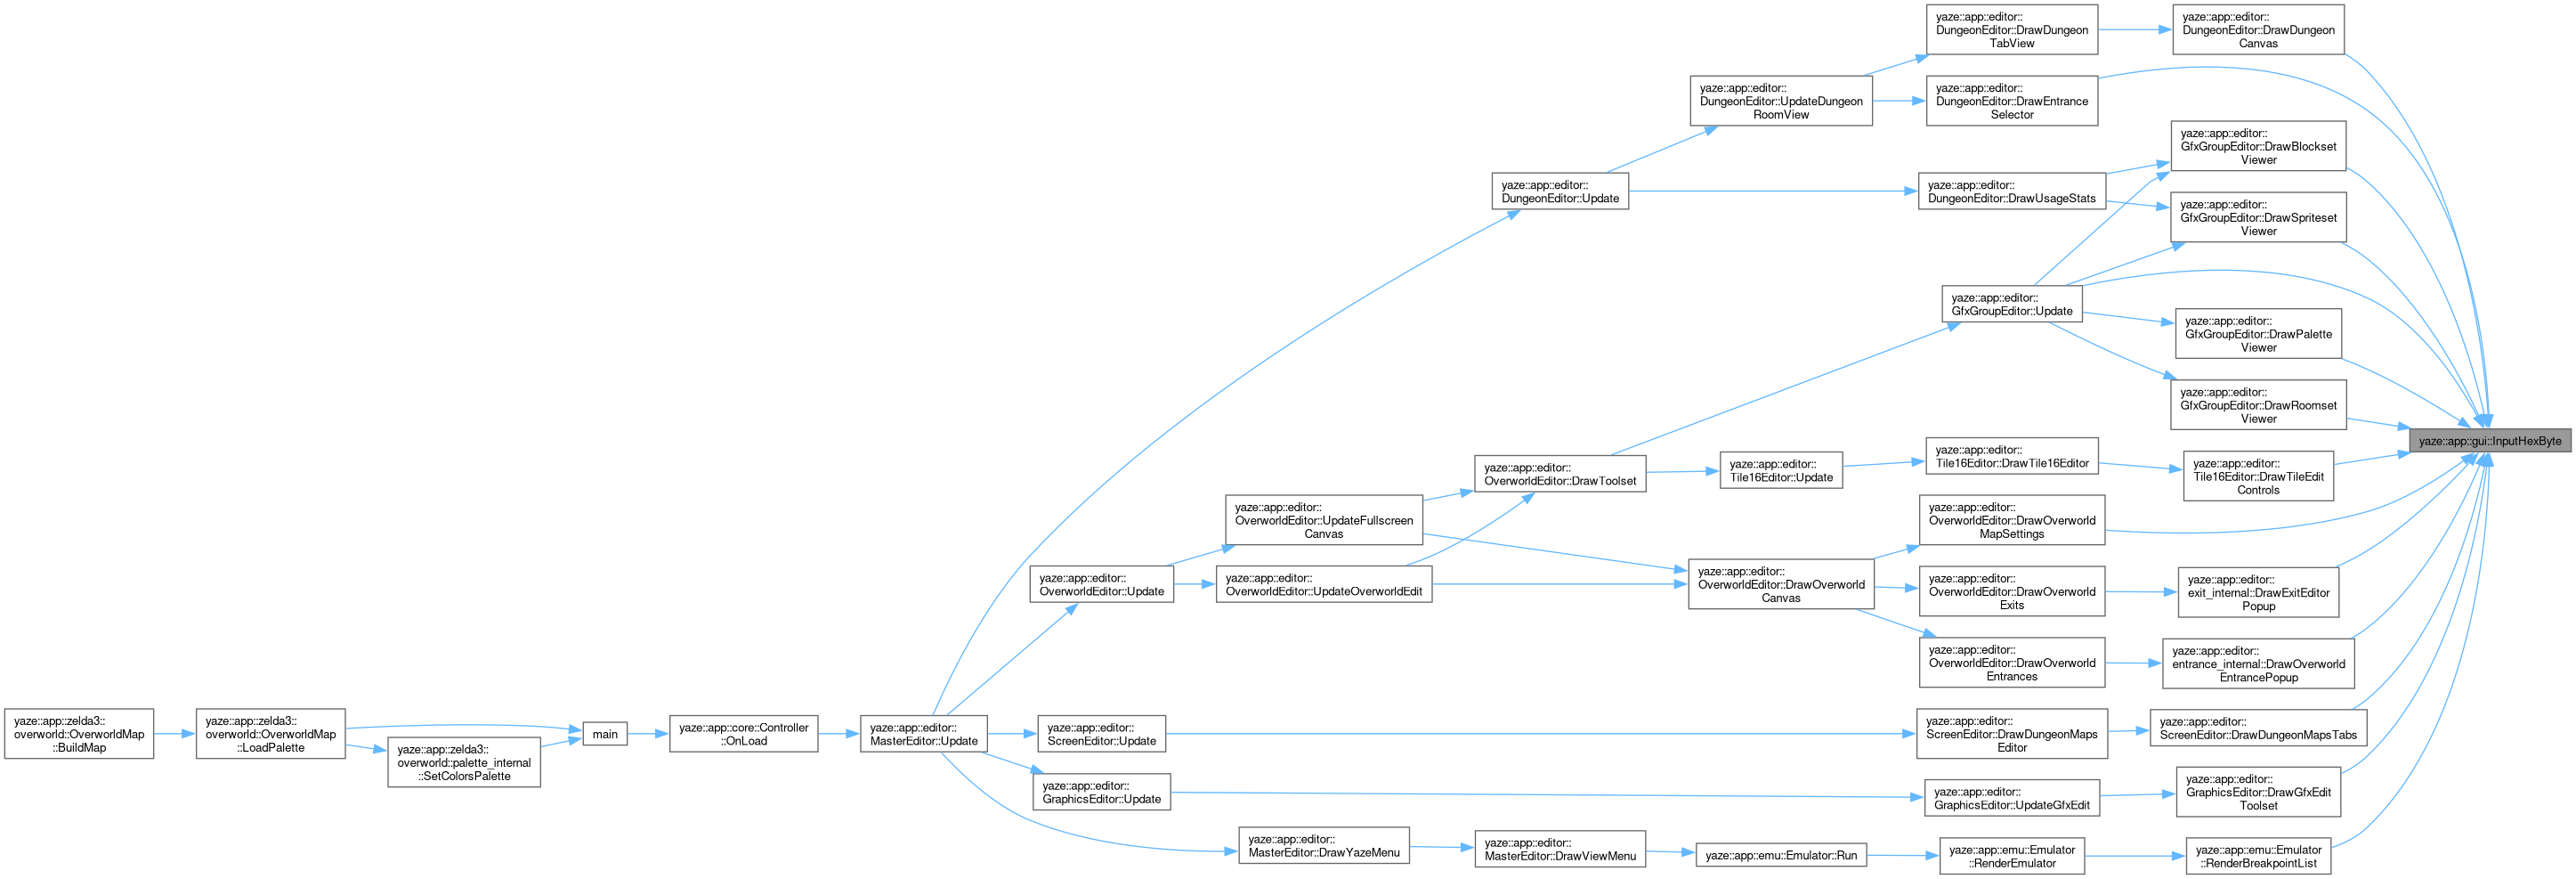 yaze::app::editor::
DungeonEditor::DrawDungeon
TabView
yaze::app::editor::
DungeonEditor::DrawDungeon
Canvas
yaze::app::editor::
DungeonEditor::UpdateDungeon
RoomView
yaze::app::editor::
DungeonEditor::DrawEntrance
Selector
yaze::app::editor::
GfxGroupEditor::DrawBlockset
Viewer
yaze::app::editor::
DungeonEditor::Update
yaze::app::editor::
DungeonEditor::DrawUsageStats
yaze::app::editor::
GfxGroupEditor::DrawSpriteset
Viewer
yaze::app::editor::
GfxGroupEditor::Update
yaze::app::editor::
GfxGroupEditor::DrawPalette
Viewer
yaze::app::editor::
GfxGroupEditor::DrawRoomset
Viewer
yaze::app::gui::InputHexByte
yaze::app::editor::
OverworldEditor::DrawToolset
yaze::app::editor::
Tile16Editor::Update
yaze::app::editor::
Tile16Editor::DrawTile16Editor
yaze::app::editor::
Tile16Editor::DrawTileEdit
Controls
yaze::app::editor::
OverworldEditor::UpdateFullscreen
Canvas
yaze::app::editor::
OverworldEditor::DrawOverworld
MapSettings
yaze::app::editor::
OverworldEditor::Update
yaze::app::editor::
OverworldEditor::UpdateOverworldEdit
yaze::app::editor::
OverworldEditor::DrawOverworld
Canvas
yaze::app::editor::
OverworldEditor::DrawOverworld
Exits
yaze::app::editor::
exit_internal::DrawExitEditor
Popup
yaze::app::editor::
OverworldEditor::DrawOverworld
Entrances
yaze::app::editor::
entrance_internal::DrawOverworld
EntrancePopup
yaze::app::zelda3::
overworld::OverworldMap
::BuildMap
yaze::app::zelda3::
overworld::OverworldMap
::LoadPalette
yaze::app::zelda3::
overworld::palette_internal
::SetColorsPalette
main
yaze::app::core::Controller
::OnLoad
yaze::app::editor::
MasterEditor::Update
yaze::app::editor::
ScreenEditor::Update
yaze::app::editor::
ScreenEditor::DrawDungeonMaps
Editor
yaze::app::editor::
ScreenEditor::DrawDungeonMapsTabs
yaze::app::editor::
GraphicsEditor::Update
yaze::app::editor::
GraphicsEditor::UpdateGfxEdit
yaze::app::editor::
GraphicsEditor::DrawGfxEdit
Toolset
yaze::app::editor::
MasterEditor::DrawYazeMenu
yaze::app::editor::
MasterEditor::DrawViewMenu
yaze::app::emu::Emulator::Run
yaze::app::emu::Emulator
::RenderEmulator
yaze::app::emu::Emulator
::RenderBreakpointList